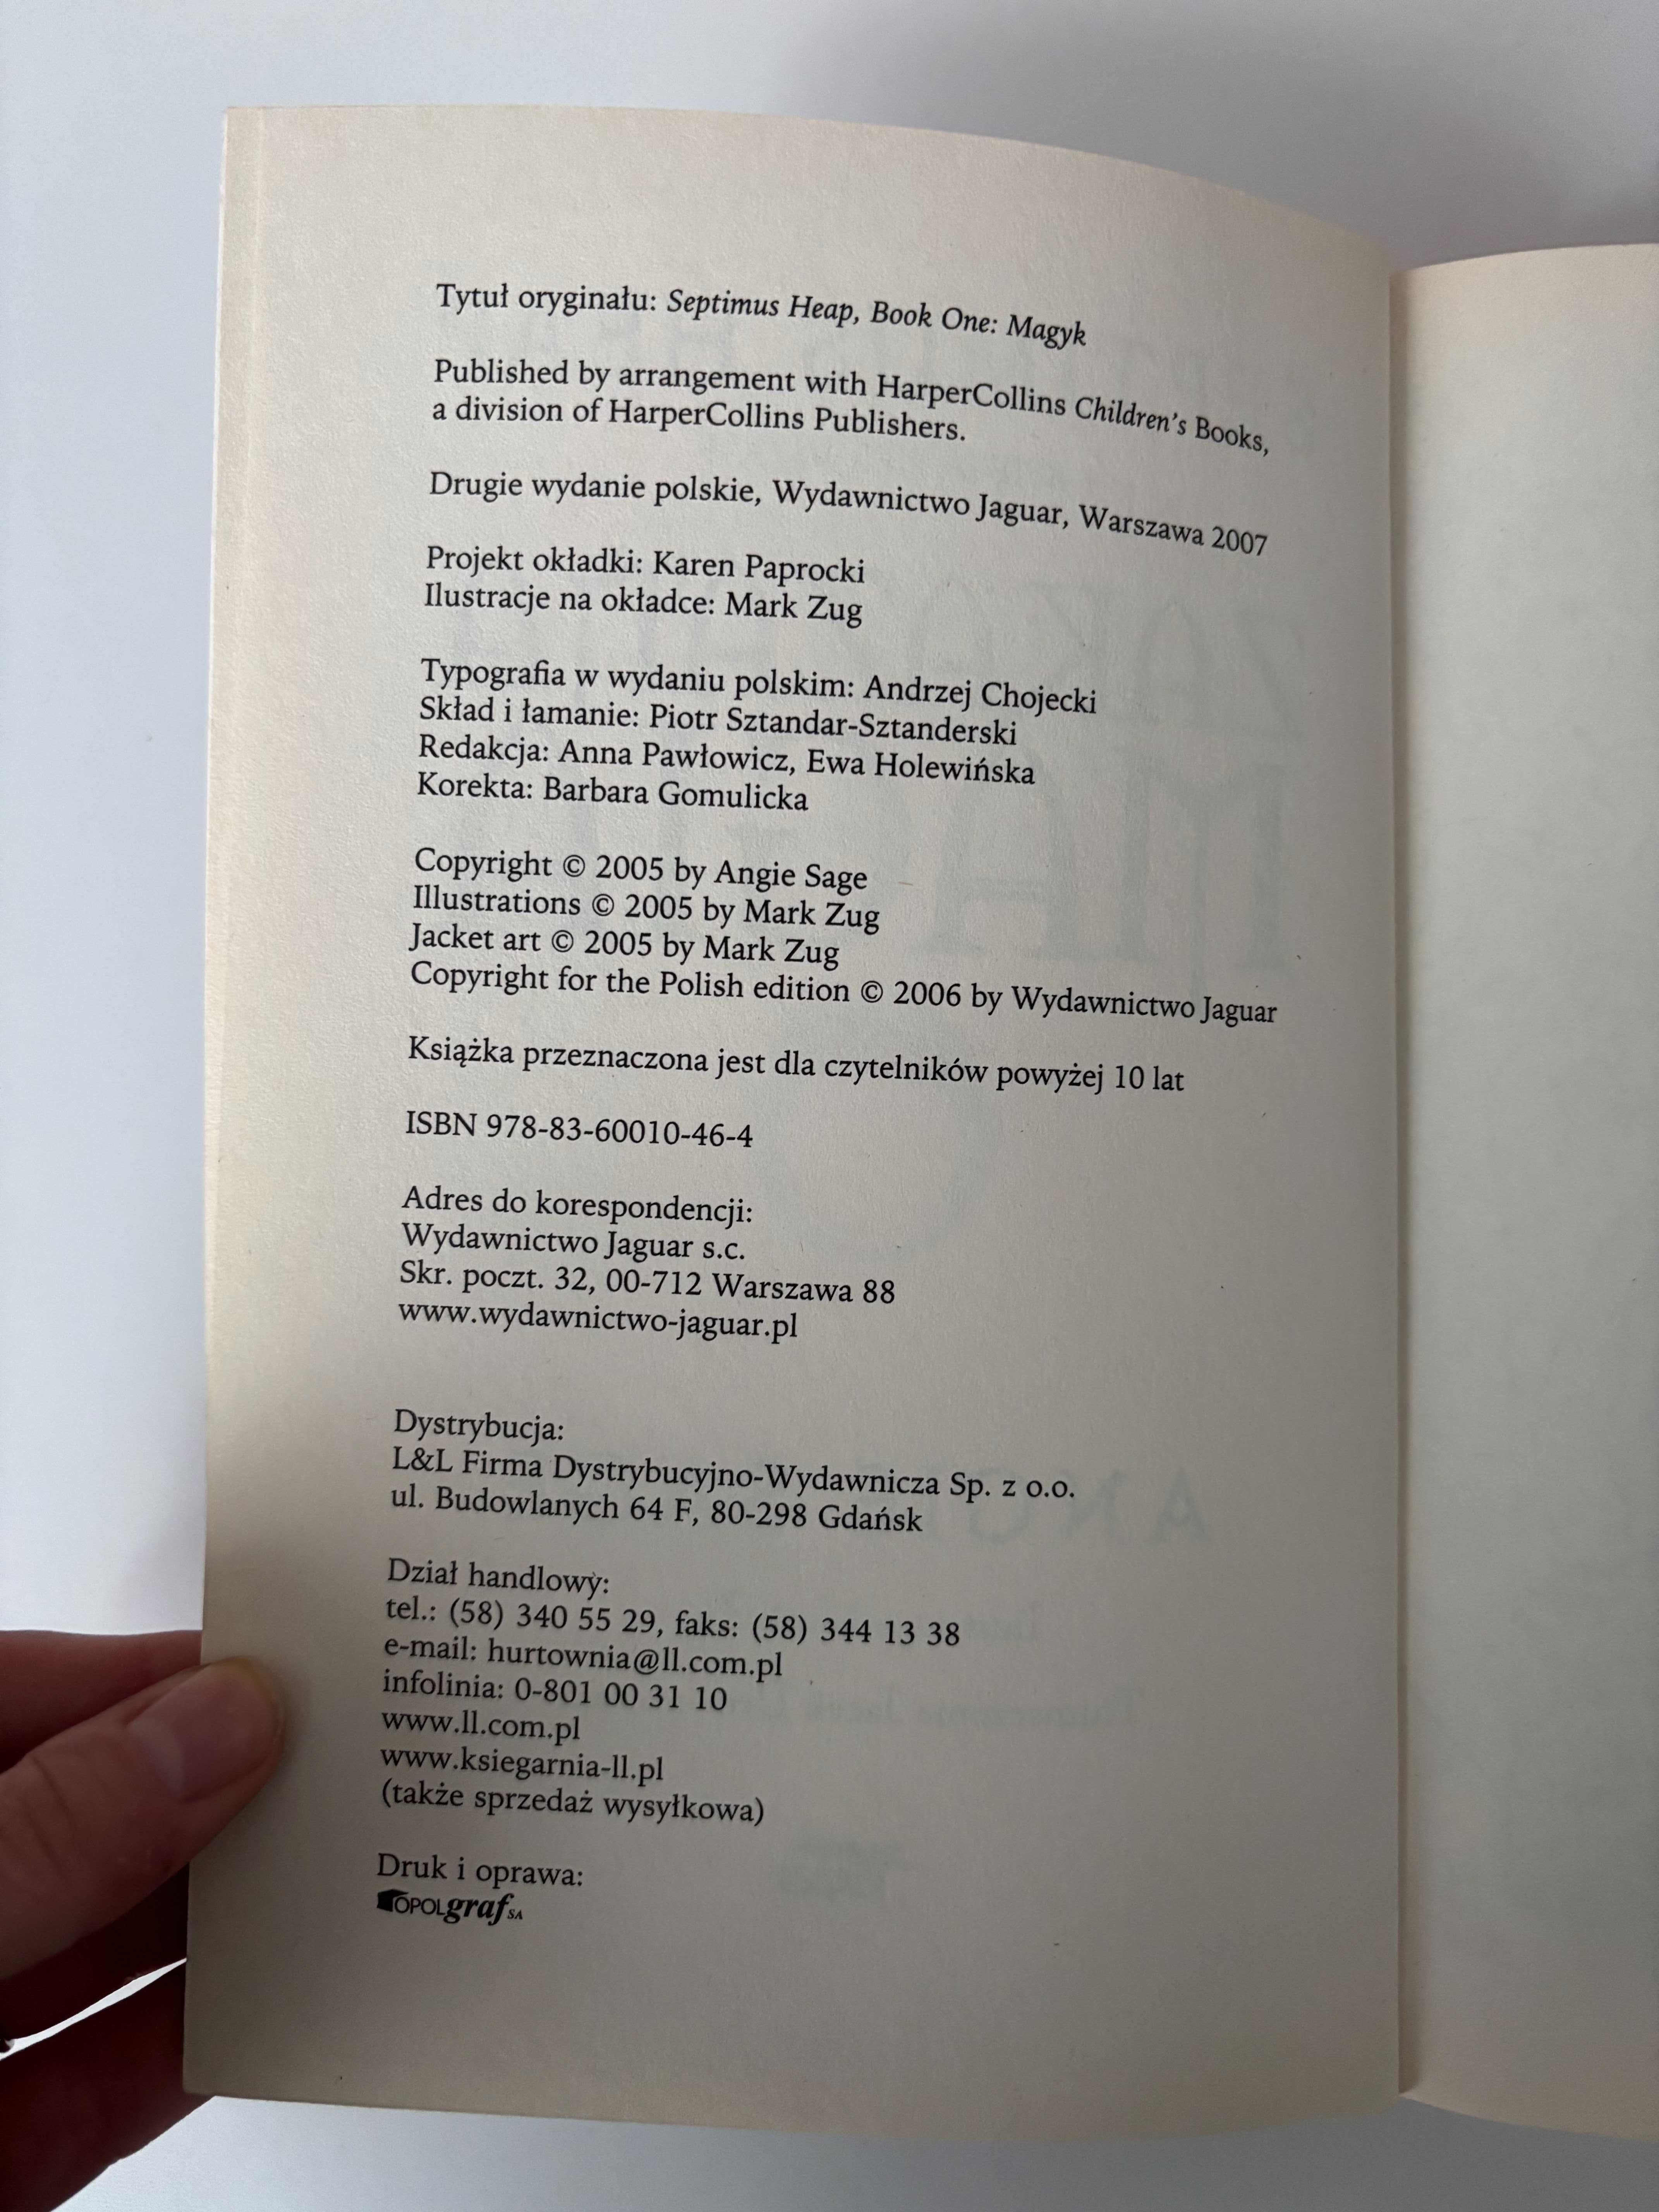 Tytuł oryginału: Septimus Heap, Book One: Magyk
Published by arrangement with HarperCollins Children's Books,
a division of HarperCollins Publishers.
Drugie wydanie polskie, Wydawnictwo Jaguar, Warszawa 2007
Projekt okładki: Karen Paprocki
Ilustracje na okładce: Mark Zug
Typografia w wydaniu polskim: Andrzej Chojecki
Skład i łamanie: Piotr Sztandar-Sztanderski
Redakcja: Anna Pawłowicz, Ewa Holewińska
Korekta: Barbara Gomulicka
Copyright © 2005 by Angie Sage
Illustrations © 2005 by Mark Zug
Jacket art © 2005 by Mark Zug
Copyright for the Polish edition © 2006 by Wydawnictwo Jaguar
Książka przeznaczona jest dla czytelników powyżej 10 lat
ISBN 978-83-60010-46-4
Adres do korespondencji:
Wydawnictwo Jaguar s.c.
Skr. poczt. 32, 00-712 Warszawa 88
www.wydawnictwo-jaguar.pl
Dystrybucja:
L&L Firma Dystrybucyjno-Wydawnicza Sp. z o.o.
ul. Budowlanych 64 F, 80-298 Gdańsk
Dział handlowy:
tel.: (58) 340 55 29, faks: (58) 344 13 38
e-mail: hurtownia@ll.com.pl
infolinia: 0-801 00 31 10
www.ll.com.pl
www.ksiegarnia-ll.pl
(także sprzedaż wysyłkowa)
Druk i oprawa:
OPOLgraf SA